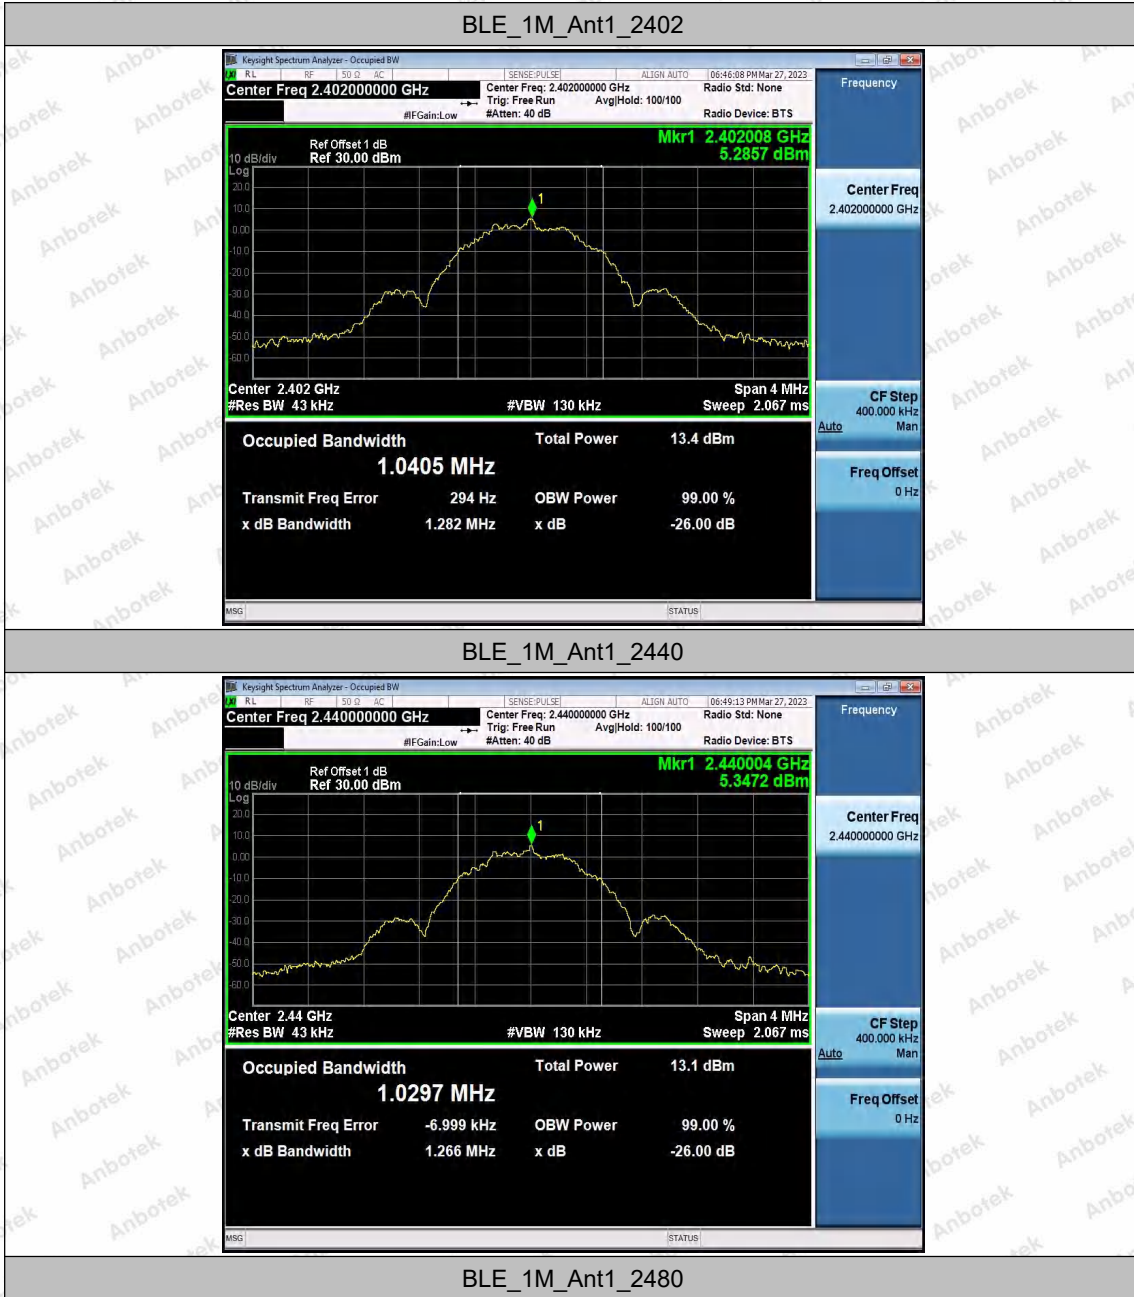 BLE_1M_Ant1_2402
Keysight Spectrum Analyzer - Occupied BW
RL RF 50 Ω AC SENSE:PULSE ALIGN AUTO 06:46:08 PM Mar 27, 2023
Center Freq 2.402000000 GHz
Center Freq: 2.402000000 GHz Radio Std: None
Trig: Free Run Avg|Hold: 100/100
#IFGain:Low #Atten: 40 dB Radio Device: BTS
Frequency
Mkr1 2.402008 GHz
5.2857 dBm
Ref Offset 1 dB
10 dB/div Ref 30.00 dBm
Log
20.0
10.0
0.00
-10.0
-20.0
-30.0
-40.0
-50.0
-60.0
1
Center 2.402 GHz Span 4 MHz
#Res BW 43 kHz #VBW 130 kHz Sweep 2.067 ms
Center Freq
2.402000000 GHz
CF Step
400.000 kHz
Auto Man
Freq Offset
0 Hz
Occupied Bandwidth Total Power 13.4 dBm
1.0405 MHz
Transmit Freq Error 294 Hz OBW Power 99.00 %
x dB Bandwidth 1.282 MHz x dB -26.00 dB
MSG STATUS
BLE_1M_Ant1_2440
Keysight Spectrum Analyzer - Occupied BW
RL RF 50 Ω AC SENSE:PULSE ALIGN AUTO 06:49:13 PM Mar 27, 2023
Center Freq 2.440000000 GHz
Center Freq: 2.440000000 GHz Radio Std: None
Trig: Free Run Avg|Hold: 100/100
#IFGain:Low #Atten: 40 dB Radio Device: BTS
Frequency
Mkr1 2.440004 GHz
5.3472 dBm
Ref Offset 1 dB
10 dB/div Ref 30.00 dBm
Log
20.0
10.0
0.00
-10.0
-20.0
-30.0
-40.0
-50.0
-60.0
1
Center 2.44 GHz Span 4 MHz
#Res BW 43 kHz #VBW 130 kHz Sweep 2.067 ms
Center Freq
2.440000000 GHz
CF Step
400.000 kHz
Auto Man
Freq Offset
0 Hz
Occupied Bandwidth Total Power 13.1 dBm
1.0297 MHz
Transmit Freq Error -6.999 kHz OBW Power 99.00 %
x dB Bandwidth 1.266 MHz x dB -26.00 dB
MSG STATUS
BLE_1M_Ant1_2480
Anbotek